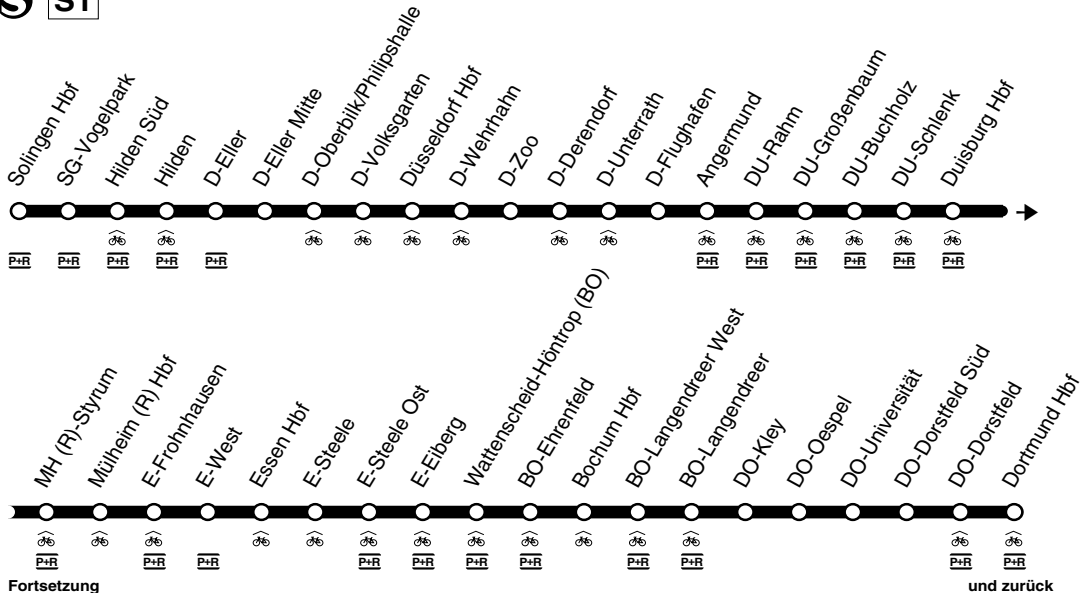 S S1
Solingen Hbf
SG-Vogelpark
Hilden Süd
Hilden
D-Eller
D-Eller Mitte
D-Oberbilk/Philipshalle
D-Volksgarten
Düsseldorf Hbf
D-Wehrhahn
D-Zoo
D-Derendorf
D-Unterrath
D-Flughafen
Angermund
DU-Rahm
DU-Großenbaum
DU-Buchholz
DU-Schlenk
Duisburg Hbf
P+R P+R P+R P+R P+R P+R P+R P+R P+R P+R P+R
MH (R)-Styrum
Mülheim (R) Hbf
E-Frohnhausen
E-West
Essen Hbf
E-Steele
E-Steele Ost
E-Eiberg
Wattenscheid-Höntrop (BO)
BO-Ehrenfeld
Bochum Hbf
BO-Langendreer West
BO-Langendreer
DO-Kley
DO-Oespel
DO-Universität
DO-Dorstfeld Süd
DO-Dorstfeld
Dortmund Hbf
P+R P+R P+R P+R P+R P+R P+R P+R P+R P+R P+R
Fortsetzung
und zurück